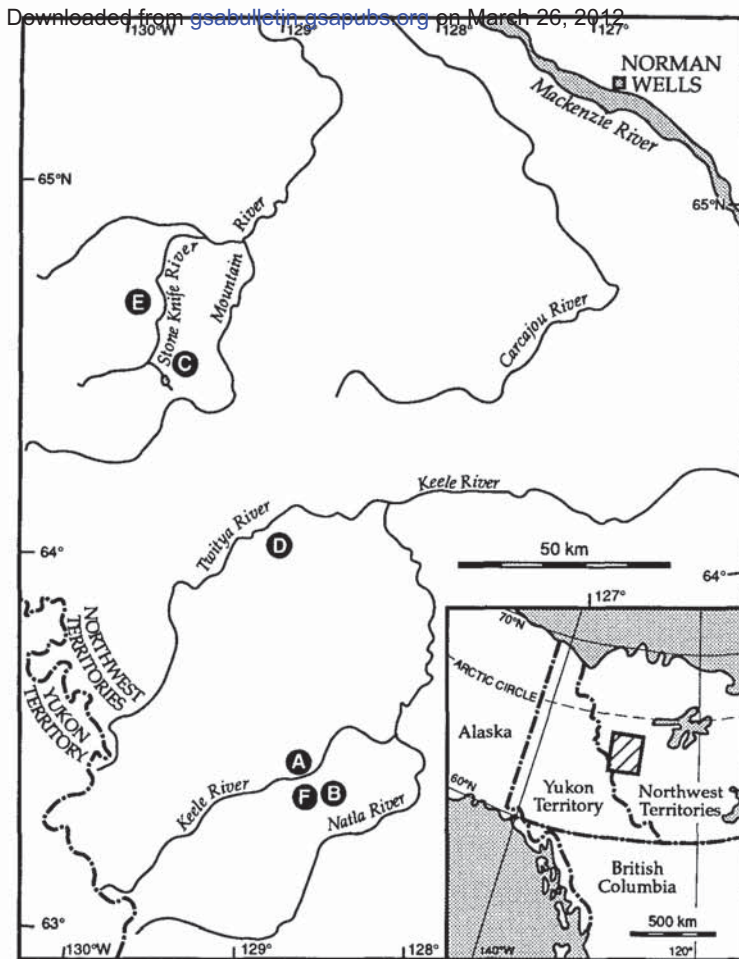 Downloaded from gsabulletin.gsapubs.org on March 26, 2012
130°W
129°
128°
127°
NORMAN
WELLS
Mackenzie River
65°N
65°N
River
Stone Knife River
Mountain
E
C
Carcajou River
Keele River
Twitya River
D
50 km
64°
64°
NORTHWEST
TERRITORIES
YUKON
TERRITORY
127°
70°N
ARCTIC CIRCLE
Alaska
60°N
Yukon
Territory
Northwest
Territories
British
Columbia
500 km
140°W
120°
A
F
B
Keele River
Natla River
63°
130°W
129°
128°